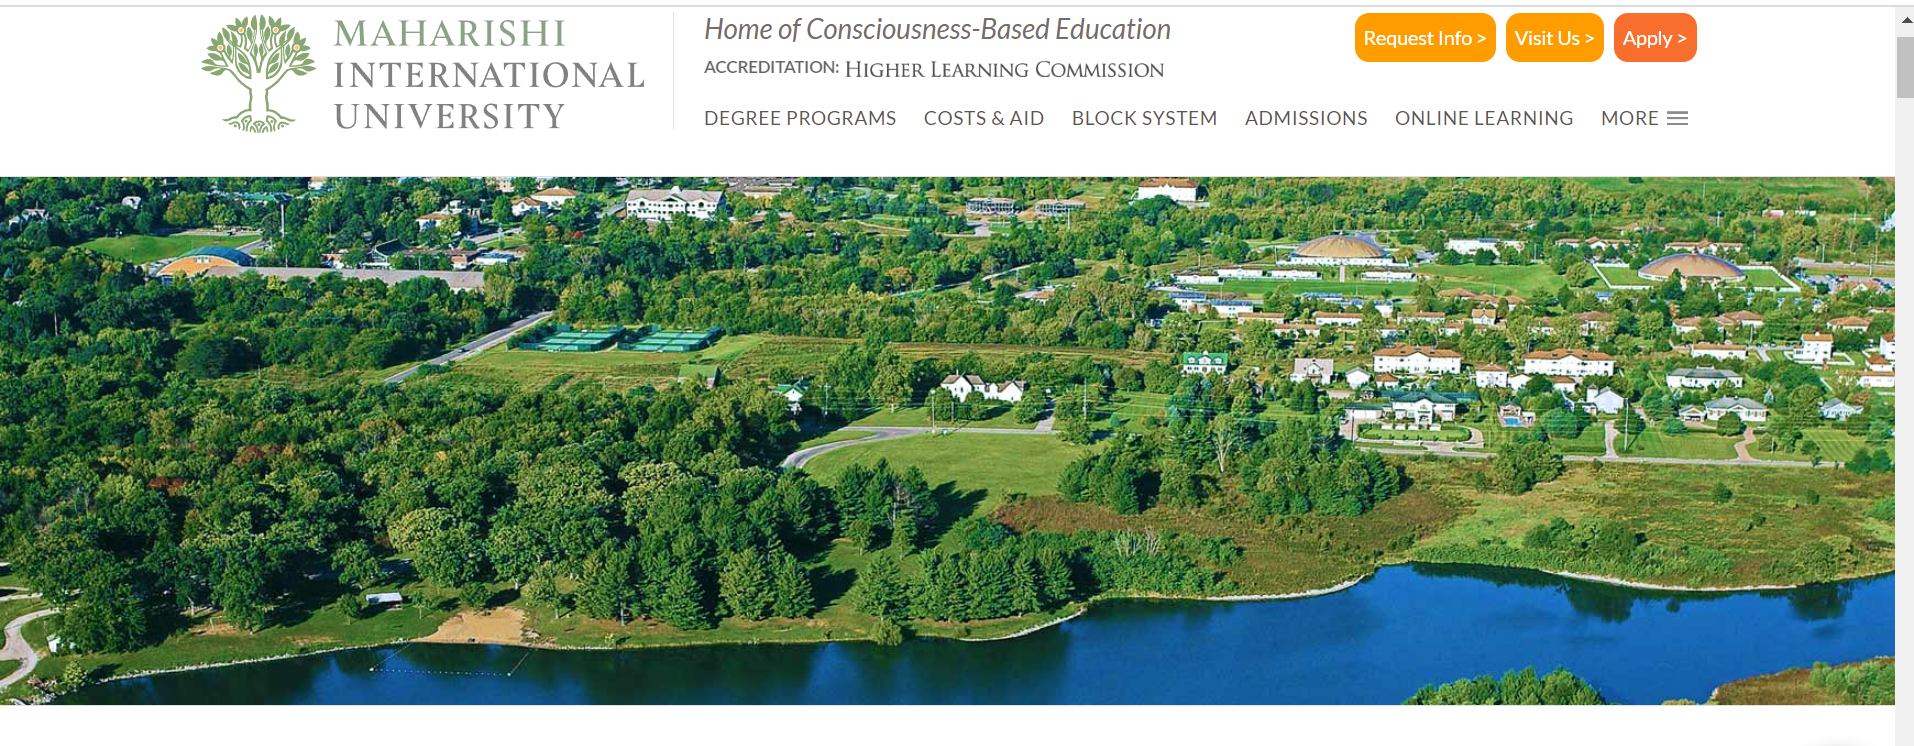 MAHARISHI
INTERNATIONAL
UNIVERSITY
Home of Consciousness-Based Education
ACCREDITATION: HIGHER LEARNING COMMISSION
Request Info >
Visit Us >
Apply >
DEGREE PROGRAMS
COSTS & AID
BLOCK SYSTEM
ADMISSIONS
ONLINE LEARNING
MORE